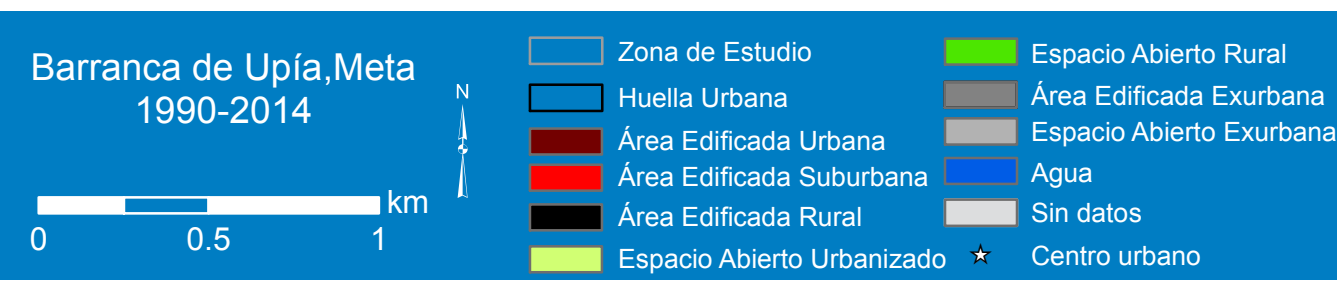 Barranca de Upía,Meta
1990-2014
N
km
0 0.5 1
Zona de Estudio
Huella Urbana
Área Edificada Urbana
Área Edificada Suburbana
Área Edificada Rural
Espacio Abierto Urbanizado
Espacio Abierto Rural
Área Edificada Exurbana
Espacio Abierto Exurbana
Agua
Sin datos
Centro urbano